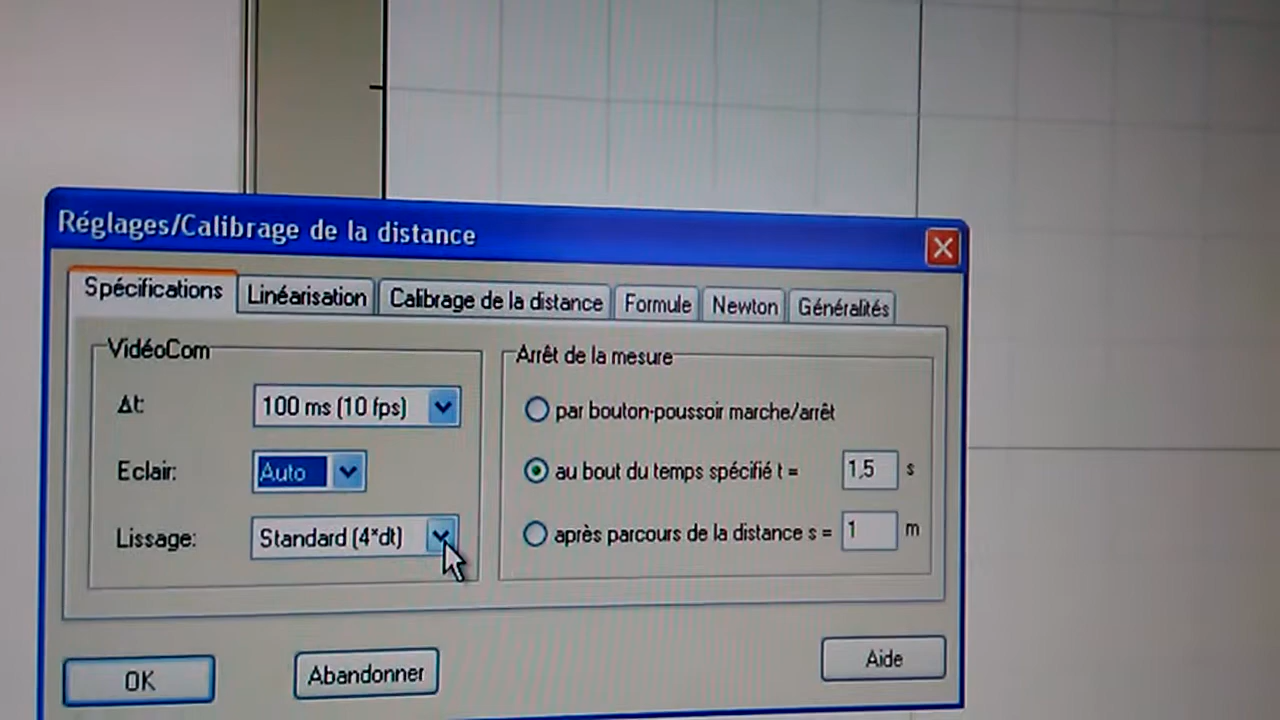 Réglages/Calibrage de la distance
Spécifications Linéarisation Calibrage de la distance Formule Newton Généralités
VidéoCom
Δt: 100 ms (10 fps)
Eclair: Auto
Lissage: Standard (4*dt)
Arrêt de la mesure
par bouton-poussoir marche/arrêt
au bout du temps spécifié t = 1,5 s
après parcours de la distance s = 1 m
OK Abandonner Aide